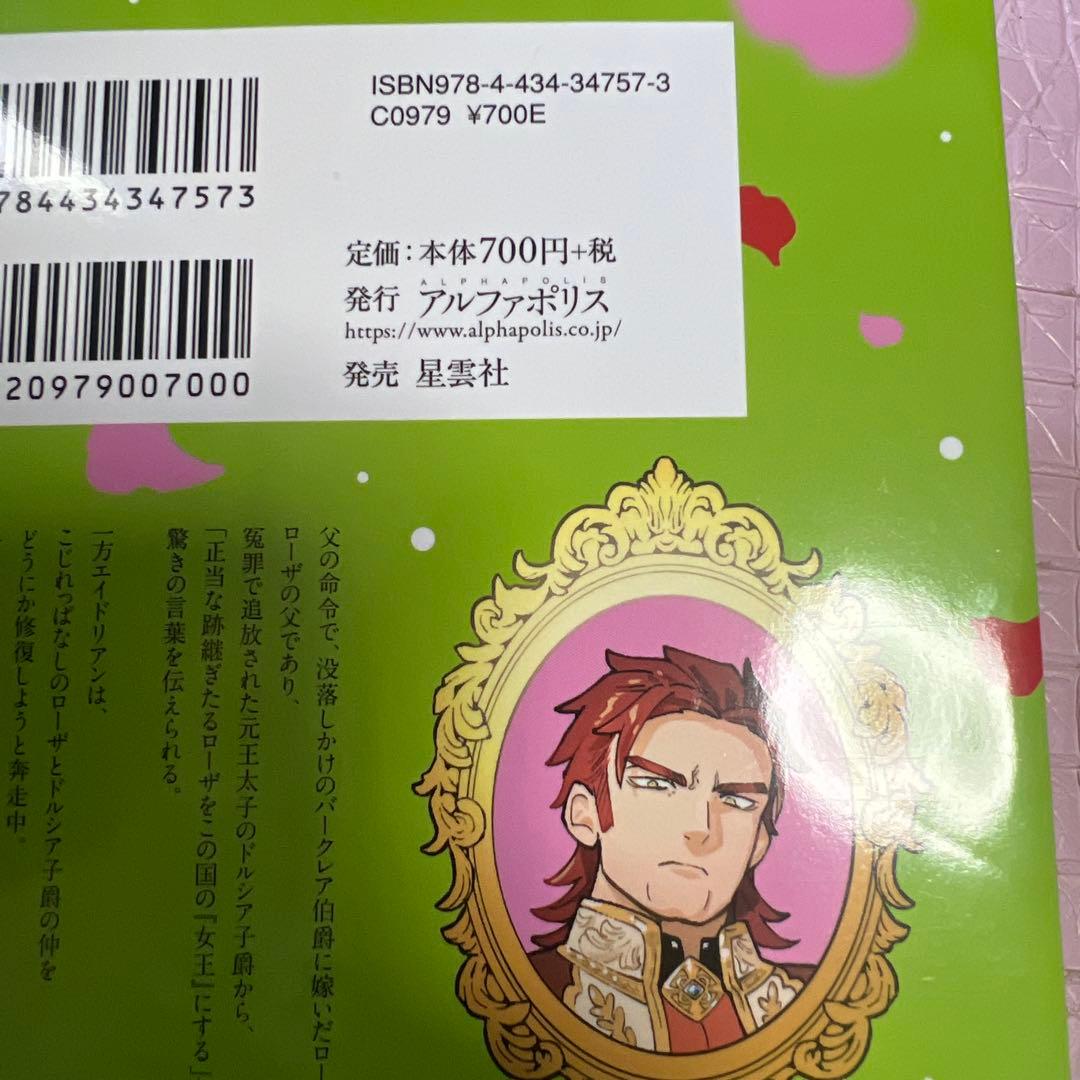 ISBN978-4-434-34757-3
C0979 ¥700E
784434347573
20979007000
定価：本体700円+税
発行 アルファポリス
ALPHAPOLIS
https://www.alphapolis.co.jp/
発売 星雲社
父の命令で、没落しかけのバークレア伯爵に嫁いだロー
ローザの父であり、
冤罪で追放された元王太子のドルシア子爵から、
「正当な跡継ぎたるローザをこの国の『女王』にする」
驚きの言葉を伝えられる。
一方エイドリアンは、
こじれっぱなしのローザとドルシア子爵の仲を
どうにか修復しようと奔走中。